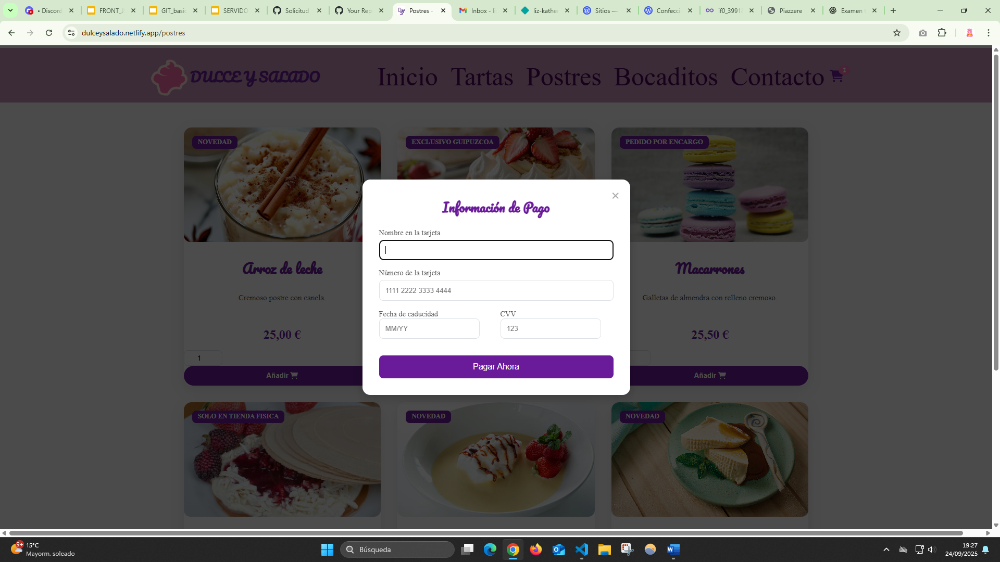 • Discord
FRONT_J
GIT_basi
SERVIDO
Solicitud
Your Rep
Postres -
Inbox - li
liz-kather
Sitios —
Confecci
if0_3991
Piazzere
Examen
dulceysalado.netlify.app/postres
DULCE Y SALADO
Inicio Tartas Postres Bocaditos Contacto 2
NOVEDAD
EXCLUSIVO GUIPUZCOA
PEDIDO POR ENCARGO
Información de Pago
Nombre en la tarjeta
Número de la tarjeta
1111 2222 3333 4444
Fecha de caducidad
CVV
MM/YY
123
Pagar Ahora
Arroz de leche
Cremoso postre con canela.
25,00 €
1
Añadir
Macarrones
Galletas de almendra con relleno cremoso.
25,50 €
Añadir
SOLO EN TIENDA FISICA
NOVEDAD
NOVEDAD
9+
15°C
Mayorm. soleado
Búsqueda
19:27
24/09/2025